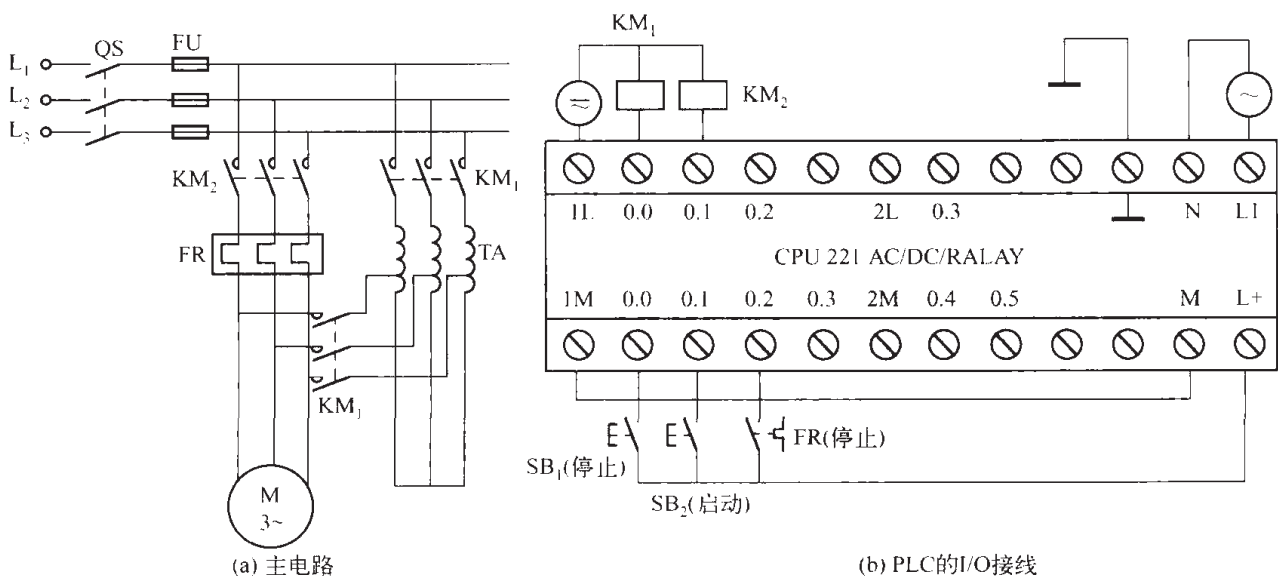 L₁ QS FU
L₂
L₃
KM₂ KM₁
FR TA
KM₁
M
3~
(a) 主电路
KM₁
KM₂
1L 0.0 0.1 0.2 2L 0.3 N L1
CPU 221 AC/DC/RALAY
1M 0.0 0.1 0.2 0.3 2M 0.4 0.5 M L+
FR(停止)
SB₁(停止)
SB₂(启动)
(b) PLC的I/O接线